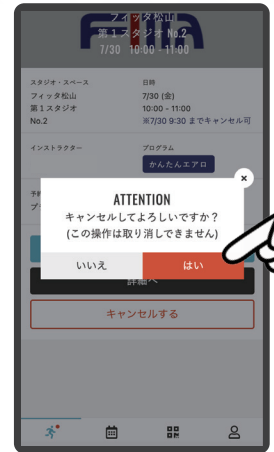 フィッタ松山
第１スタジオ No.2
7/30 10:00 - 11:00
スタジオ・スペース
日時
フィッタ松山
第１スタジオ
No.2
7/30 (金)
10:00 - 11:00
※7/30 9:30 までキャンセル可
インストラクター
プログラム
かんたんエアロ
×
ATTENTION
キャンセルしてよろしいですか？
(この操作は取り消しできません)
いいえ
はい
詳細へ
キャンセルする